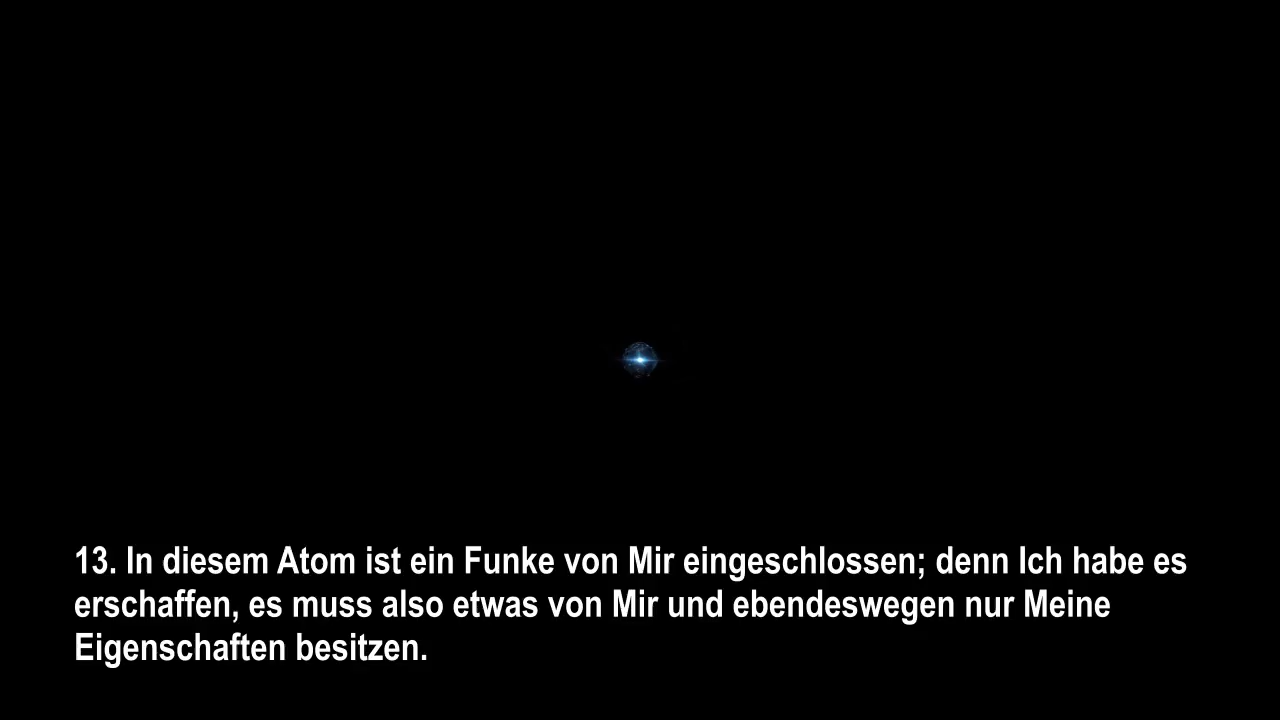 13. In diesem Atom ist ein Funke von Mir eingeschlossen; denn Ich habe es
erschaffen, es muss also etwas von Mir und ebendeswegen nur Meine
Eigenschaften besitzen.